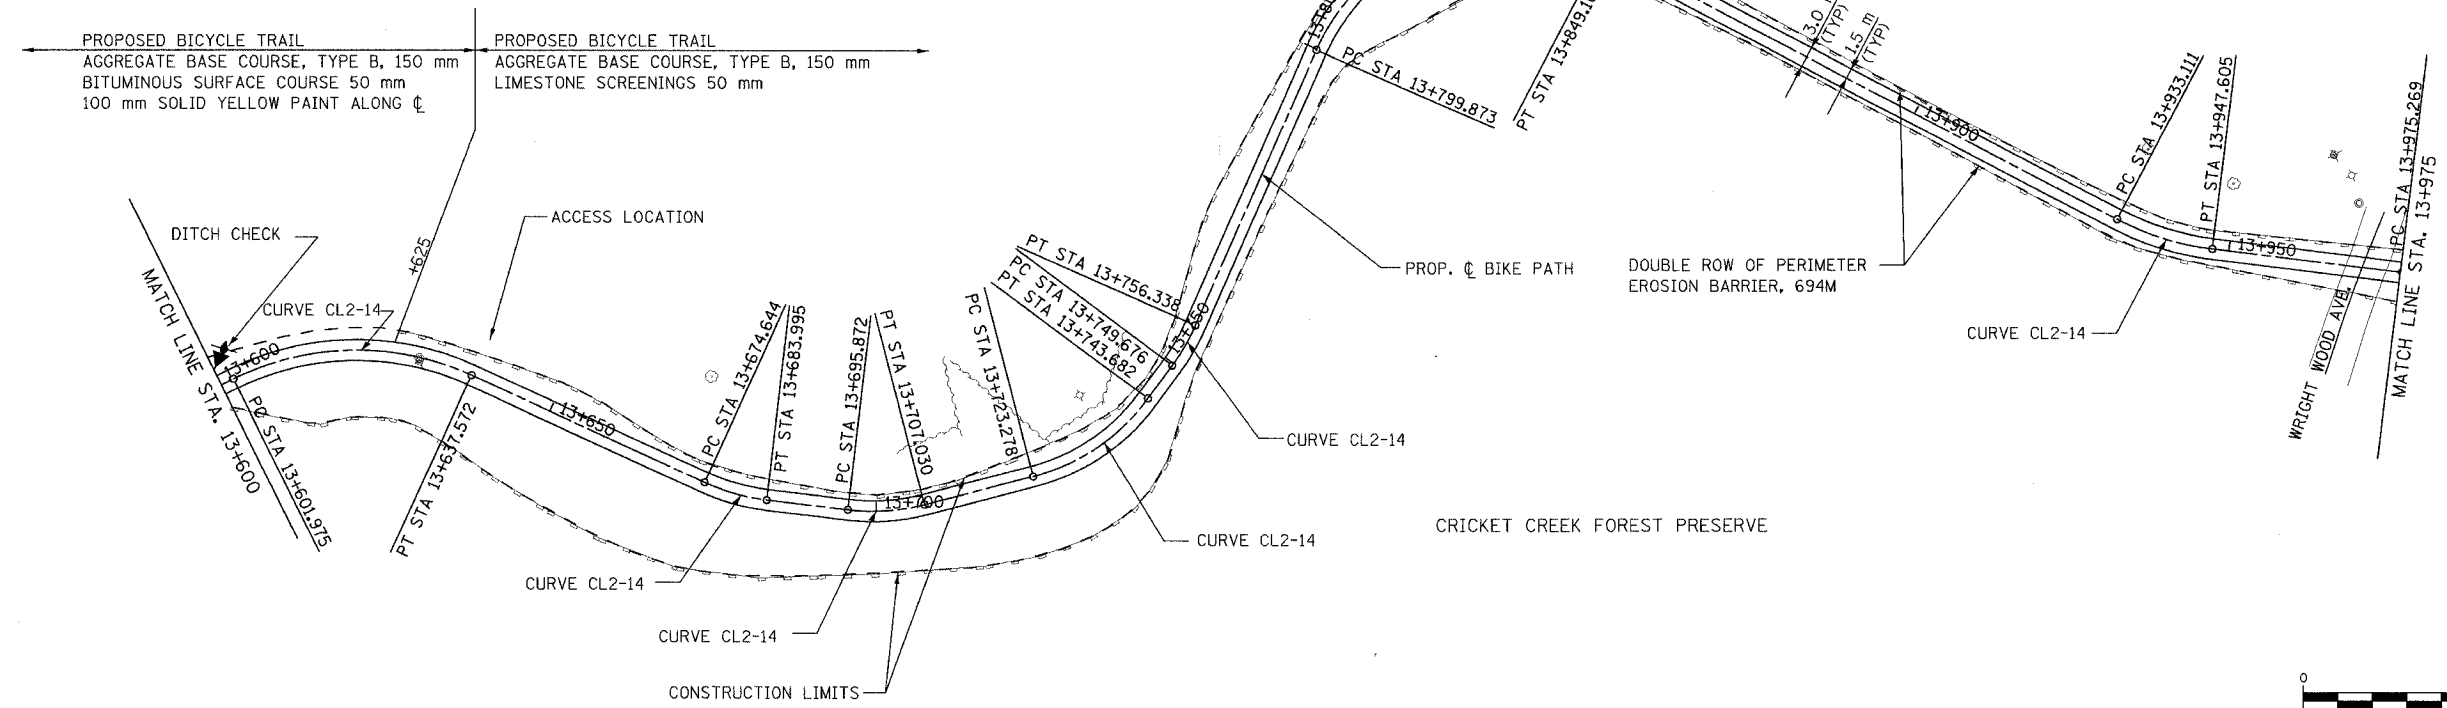 PROPOSED BICYCLE TRAIL
AGGREGATE BASE COURSE, TYPE B, 150 mm
BITUMINOUS SURFACE COURSE 50 mm
100 mm SOLID YELLOW PAINT ALONG ℄
PROPOSED BICYCLE TRAIL
AGGREGATE BASE COURSE, TYPE B, 150 mm
LIMESTONE SCREENINGS 50 mm
DITCH CHECK
+625
ACCESS LOCATION
CURVE CL2-14
MATCH LINE STA. 13+600
13+600
PC STA 13+601.975
PT STA 13+637.572
13+650
PC STA 13+674.644
PT STA 13+683.995
PC STA 13+695.872
13+700
PT STA 13+707.030
PC STA 13+723.278
PT STA 13+756.338
PC STA 13+749.676
PT STA 13+743.682
13+750
CURVE CL2-14
CURVE CL2-14
CURVE CL2-14
CURVE CL2-14
CONSTRUCTION LIMITS
PC STA 13+799.873
PT STA 13+849.1
3.0
(TYP)
1.5 m
(TYP)
PROP. ℄ BIKE PATH
DOUBLE ROW OF PERIMETER
EROSION BARRIER, 694M
13+900
PC STA 13+933.111
PT STA 13+947.605
13+950
CURVE CL2-14
WRIGHT WOOD AVE.
PC STA 13+975.269
MATCH LINE STA. 13+975
CRICKET CREEK FOREST PRESERVE
0